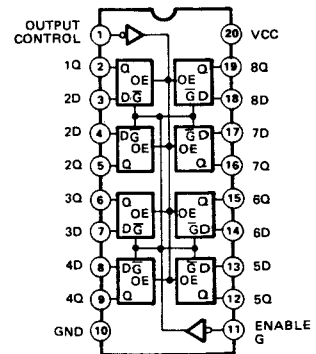 OUTPUT
CONTROL 1 20 VCC
1Q 2 Q OE OE Q 19 8Q
2D 3 D G̅ G̅ D 18 8D
2D 4 D G̅ G̅ D 17 7D
2Q 5 Q OE OE Q 16 7Q
3Q 6 Q OE OE Q 15 6Q
3D 7 D G̅ G̅ D 14 6D
4D 8 D G̅ G̅ D 13 5D
4Q 9 Q OE OE Q 12 5Q
GND 10 11 ENABLE
G